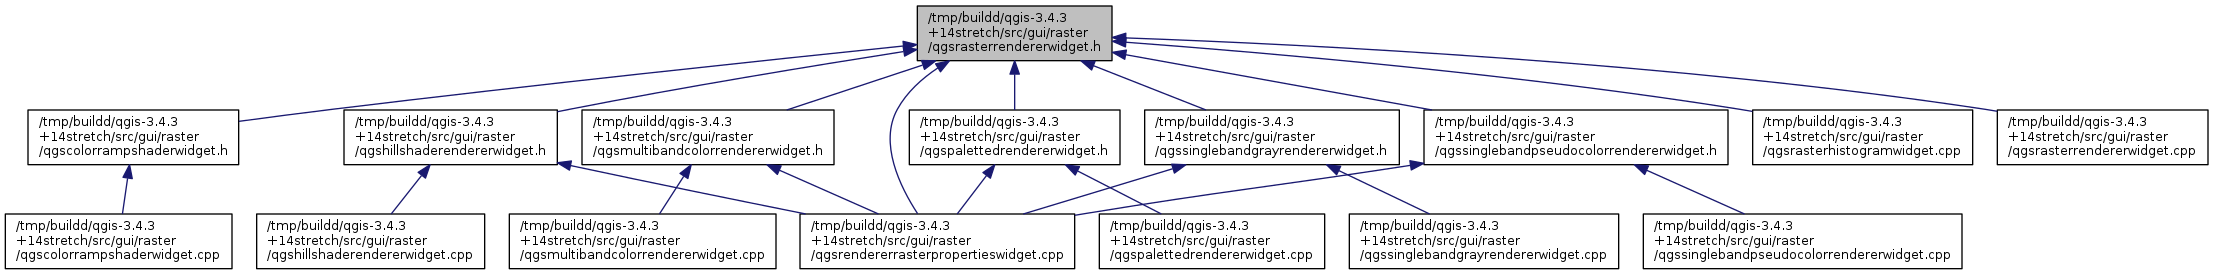 /tmp/buildd/qgis-3.4.3
+14stretch/src/gui/raster
/qgsrasterrendererwidget.h
/tmp/buildd/qgis-3.4.3
+14stretch/src/gui/raster
/qgscolorrampshaderwidget.h
/tmp/buildd/qgis-3.4.3
+14stretch/src/gui/raster
/qgshillshaderendererwidget.h
/tmp/buildd/qgis-3.4.3
+14stretch/src/gui/raster
/qgsmultibandcolorrendererwidget.h
/tmp/buildd/qgis-3.4.3
+14stretch/src/gui/raster
/qgspalettedrendererwidget.h
/tmp/buildd/qgis-3.4.3
+14stretch/src/gui/raster
/qgssinglebandgrayrendererwidget.h
/tmp/buildd/qgis-3.4.3
+14stretch/src/gui/raster
/qgssinglebandpseudocolorrendererwidget.h
/tmp/buildd/qgis-3.4.3
+14stretch/src/gui/raster
/qgsrasterhistogramwidget.cpp
/tmp/buildd/qgis-3.4.3
+14stretch/src/gui/raster
/qgsrasterrendererwidget.cpp
/tmp/buildd/qgis-3.4.3
+14stretch/src/gui/raster
/qgscolorrampshaderwidget.cpp
/tmp/buildd/qgis-3.4.3
+14stretch/src/gui/raster
/qgshillshaderendererwidget.cpp
/tmp/buildd/qgis-3.4.3
+14stretch/src/gui/raster
/qgsmultibandcolorrendererwidget.cpp
/tmp/buildd/qgis-3.4.3
+14stretch/src/gui/raster
/qgsrendererrasterpropertieswidget.cpp
/tmp/buildd/qgis-3.4.3
+14stretch/src/gui/raster
/qgspalettedrendererwidget.cpp
/tmp/buildd/qgis-3.4.3
+14stretch/src/gui/raster
/qgssinglebandgrayrendererwidget.cpp
/tmp/buildd/qgis-3.4.3
+14stretch/src/gui/raster
/qgssinglebandpseudocolorrendererwidget.cpp